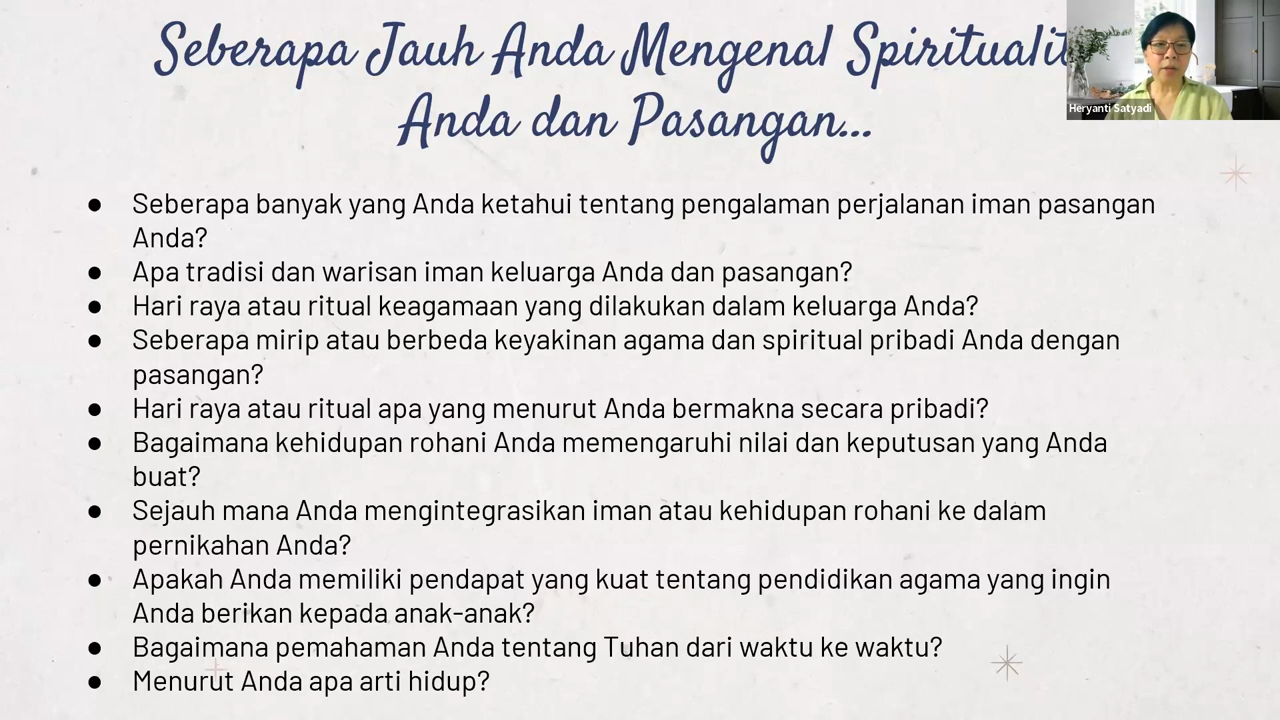 Seberapa Jauh Anda Mengenal
Anda dan Pasangan...
Heryanti Satyadi
● Seberapa banyak yang Anda ketahui tentang pengalaman perjalanan iman pasangan
Anda?
● Apa tradisi dan warisan iman keluarga Anda dan pasangan?
● Hari raya atau ritual keagamaan yang dilakukan dalam keluarga Anda?
● Seberapa mirip atau berbeda keyakinan agama dan spiritual pribadi Anda dengan
pasangan?
● Hari raya atau ritual apa yang menurut Anda bermakna secara pribadi?
● Bagaimana kehidupan rohani Anda memengaruhi nilai dan keputusan yang Anda
buat?
● Sejauh mana Anda mengintegrasikan iman atau kehidupan rohani ke dalam
pernikahan Anda?
● Apakah Anda memiliki pendapat yang kuat tentang pendidikan agama yang ingin
Anda berikan kepada anak-anak?
● Bagaimana pemahaman Anda tentang Tuhan dari waktu ke waktu?
● Menurut Anda apa arti hidup?